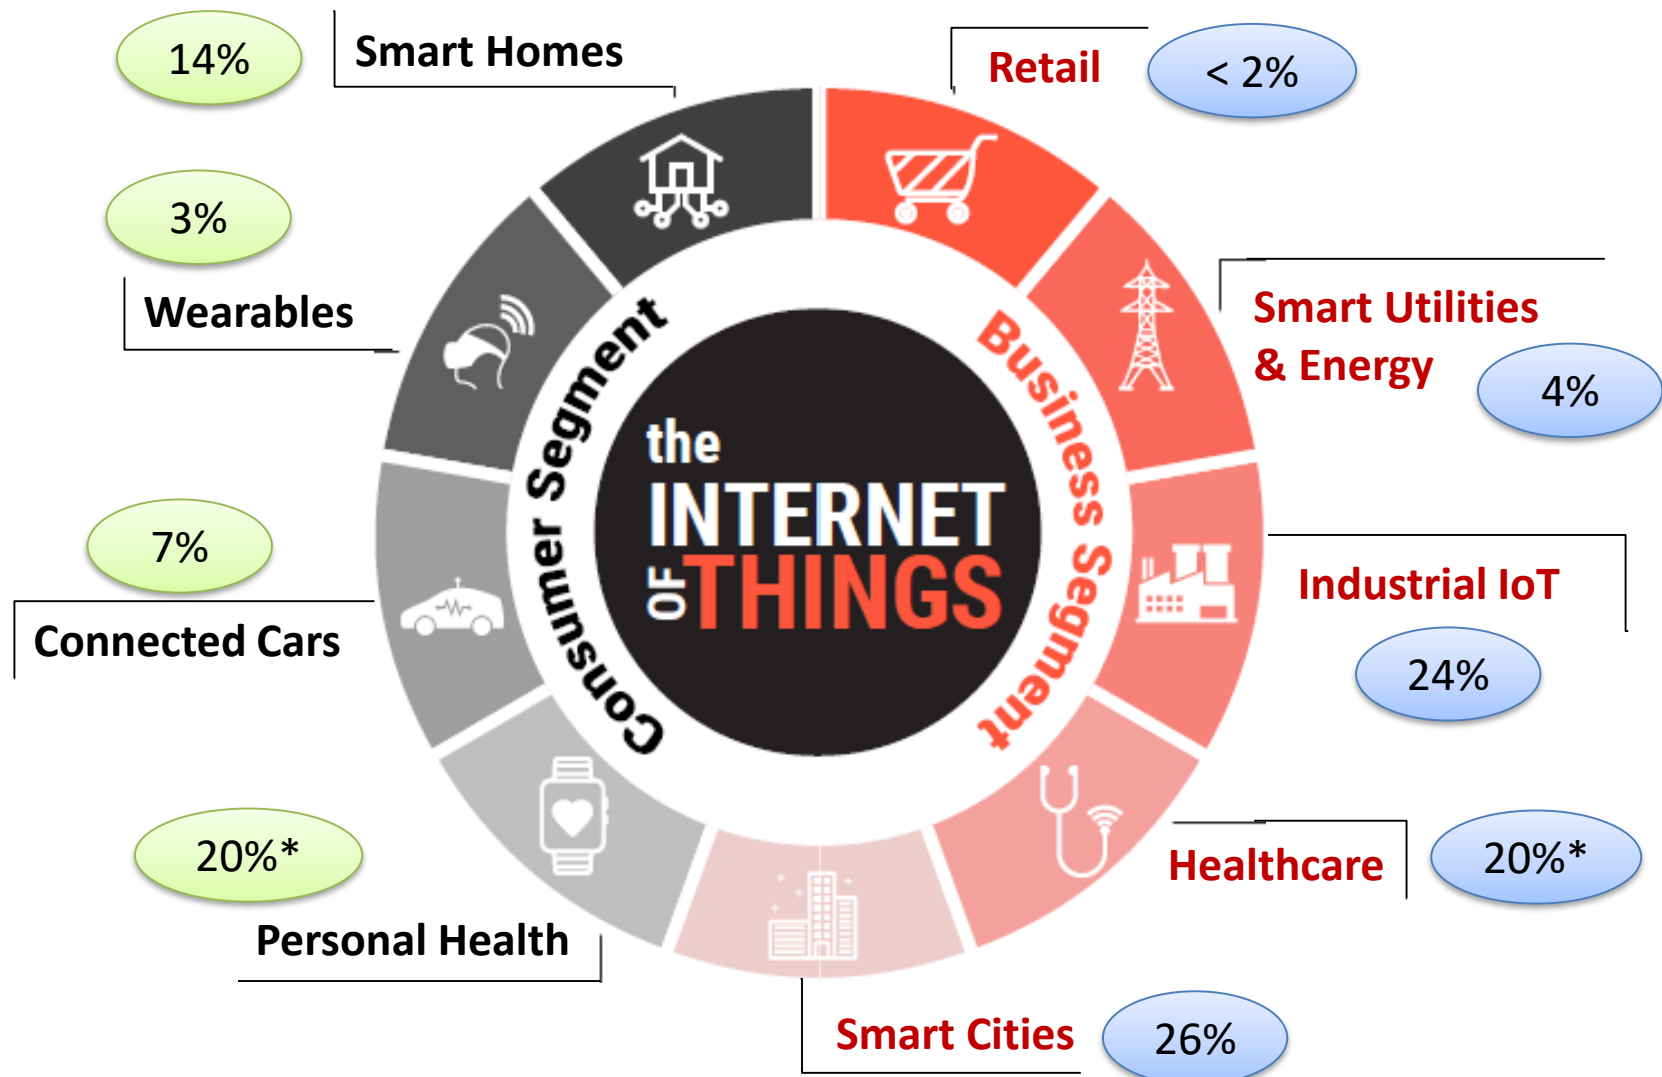 14%
Smart Homes
Retail
< 2%
3%
Wearables
Smart Utilities
& Energy
4%
Consumer Segment
Business Segment
the
INTERNET
OF THINGS
7%
Connected Cars
Industrial IoT
24%
20%*
Personal Health
Healthcare
20%*
Smart Cities
26%